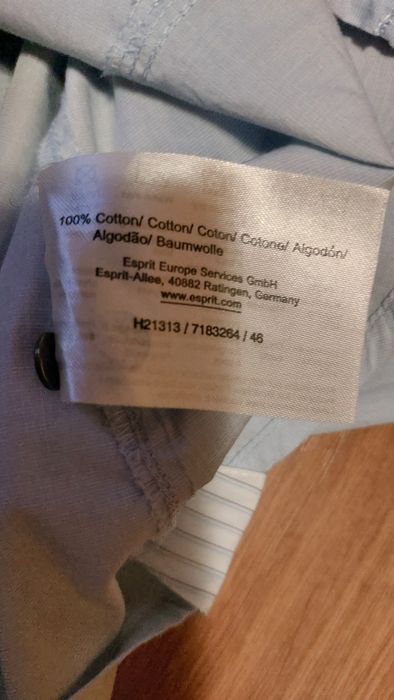 100% Cotton/ Cotton/ Coton/ Cotone/ Algodón/
Algodão/ Baumwolle
Esprit Europe Services GmbH
Esprit-Allee, 40882 Ratingen, Germany
www.esprit.com
H21313 / 7183264 / 46